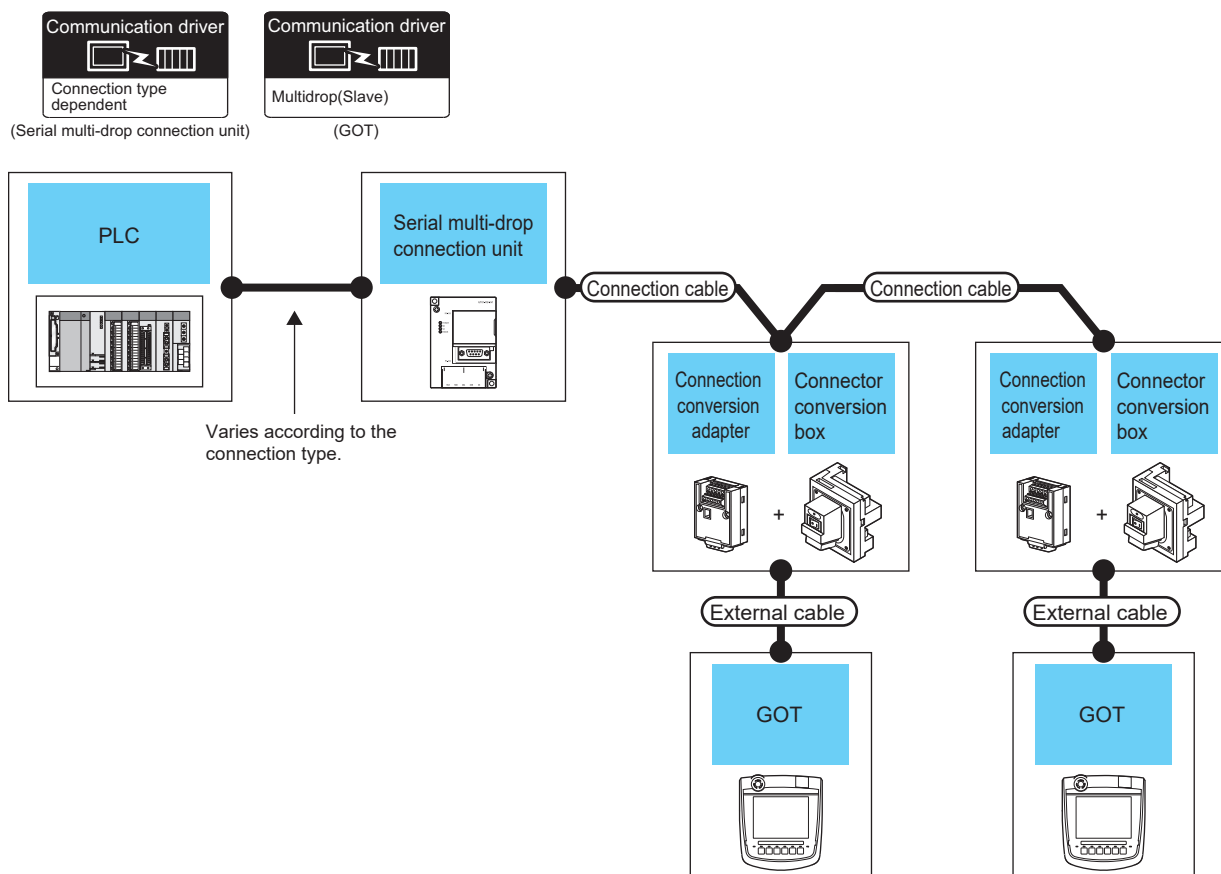 Communication driver
Connection type
dependent
(Serial multi-drop connection unit)
Communication driver
Multidrop(Slave)
(GOT)
PLC
Serial multi-drop
connection unit
Connection cable
Connection cable
Varies according to the
connection type.
Connection
conversion
adapter
Connector
conversion
box
+
Connection
conversion
adapter
Connector
conversion
box
+
External cable
External cable
GOT
GOT